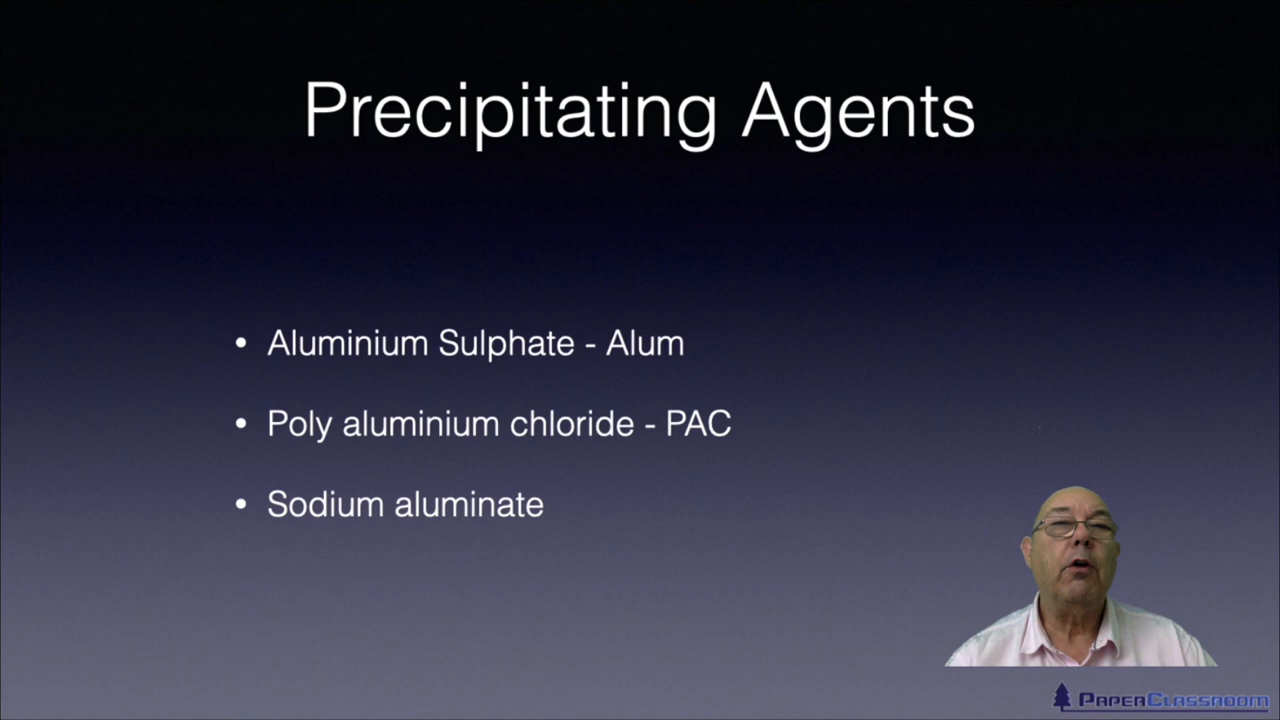 Precipitating Agents
• Aluminium Sulphate - Alum
• Poly aluminium chloride - PAC
• Sodium aluminate
PaperClassroom